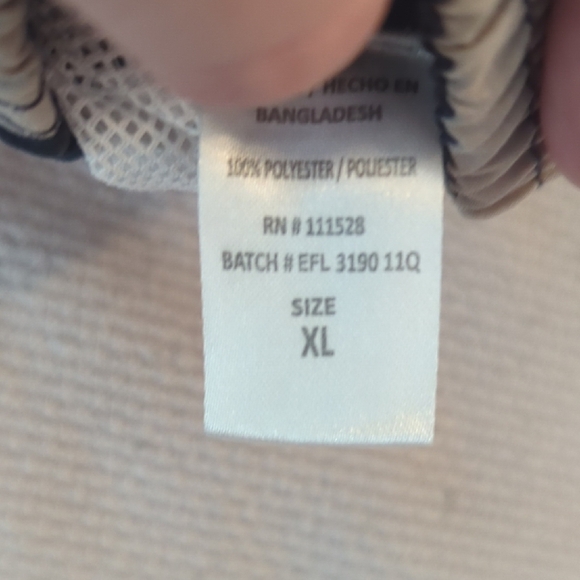 / HECHO EN
BANGLADESH
100% POLYESTER / POLIESTER
RN # 111528
BATCH # EFL 3190 11Q
SIZE
XL